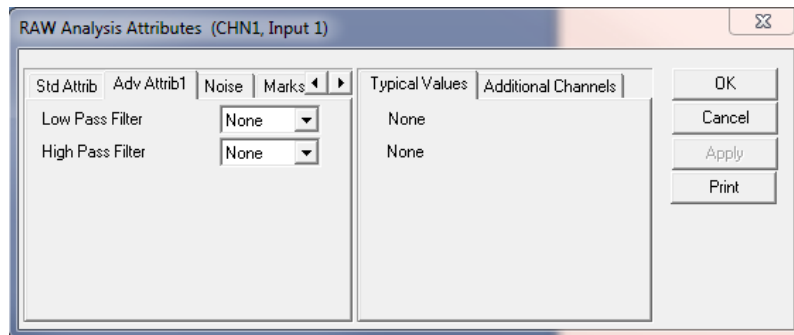 RAW Analysis Attributes (CHN1, Input 1)
Std Attrib Adv Attrib1 Noise Marks
Low Pass Filter None
High Pass Filter None
Typical Values Additional Channels
None
None
OK
Cancel
Apply
Print